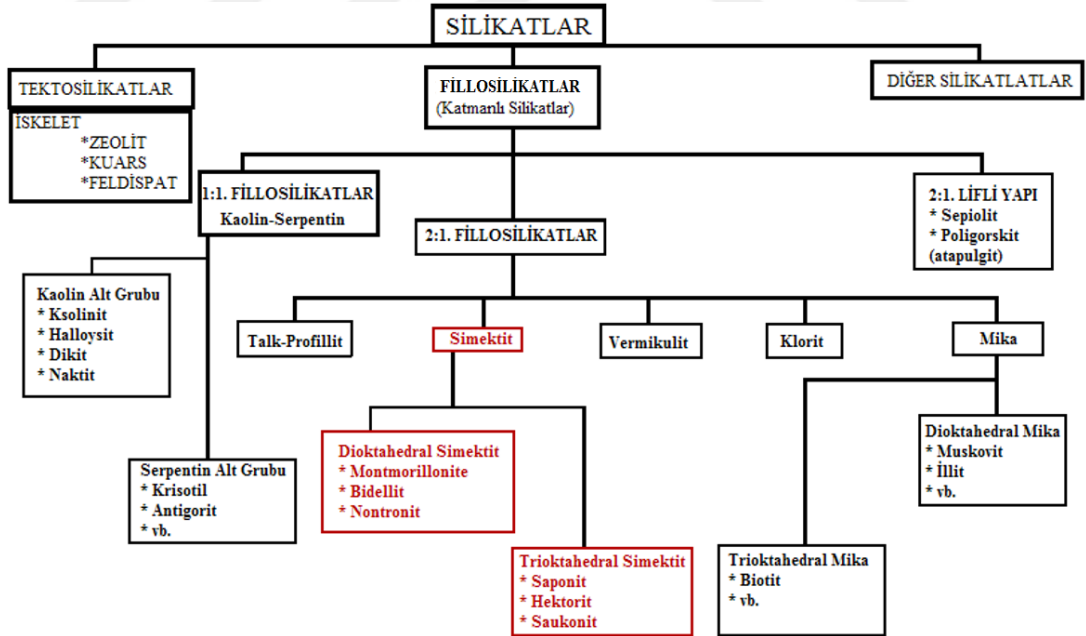 SİLİKATLAR
TEKTOSİLİKATLAR
İSKELET
*ZEOLİT
*KUARS
*FELDİSPAT
FİLLOSİLİKATLAR
(Katmanlı Silikatlar)
DİĞER SİLİKATLATLAR
1:1. FİLLOSİLİKATLAR
Kaolin-Serpentin
2:1. FİLLOSİLİKATLAR
2:1. LİFLİ YAPI
* Sepiolit
* Poligorskit
(atapulgit)
Kaolin Alt Grubu
* Ksolinit
* Halloysit
* Dikit
* Naktit
Talk-Profillit
Simektit
Vermikulit
Klorit
Mika
Serpentin Alt Grubu
* Krisotil
* Antigorit
* vb.
Dioktahedral Simektit
* Montmorillonite
* Bidellit
* Nontronit
Trioktahedral Simektit
* Saponit
* Hektorit
* Saukonit
Dioktahedral Mika
* Muskovit
* İllit
* vb.
Trioktahedral Mika
* Biotit
* vb.